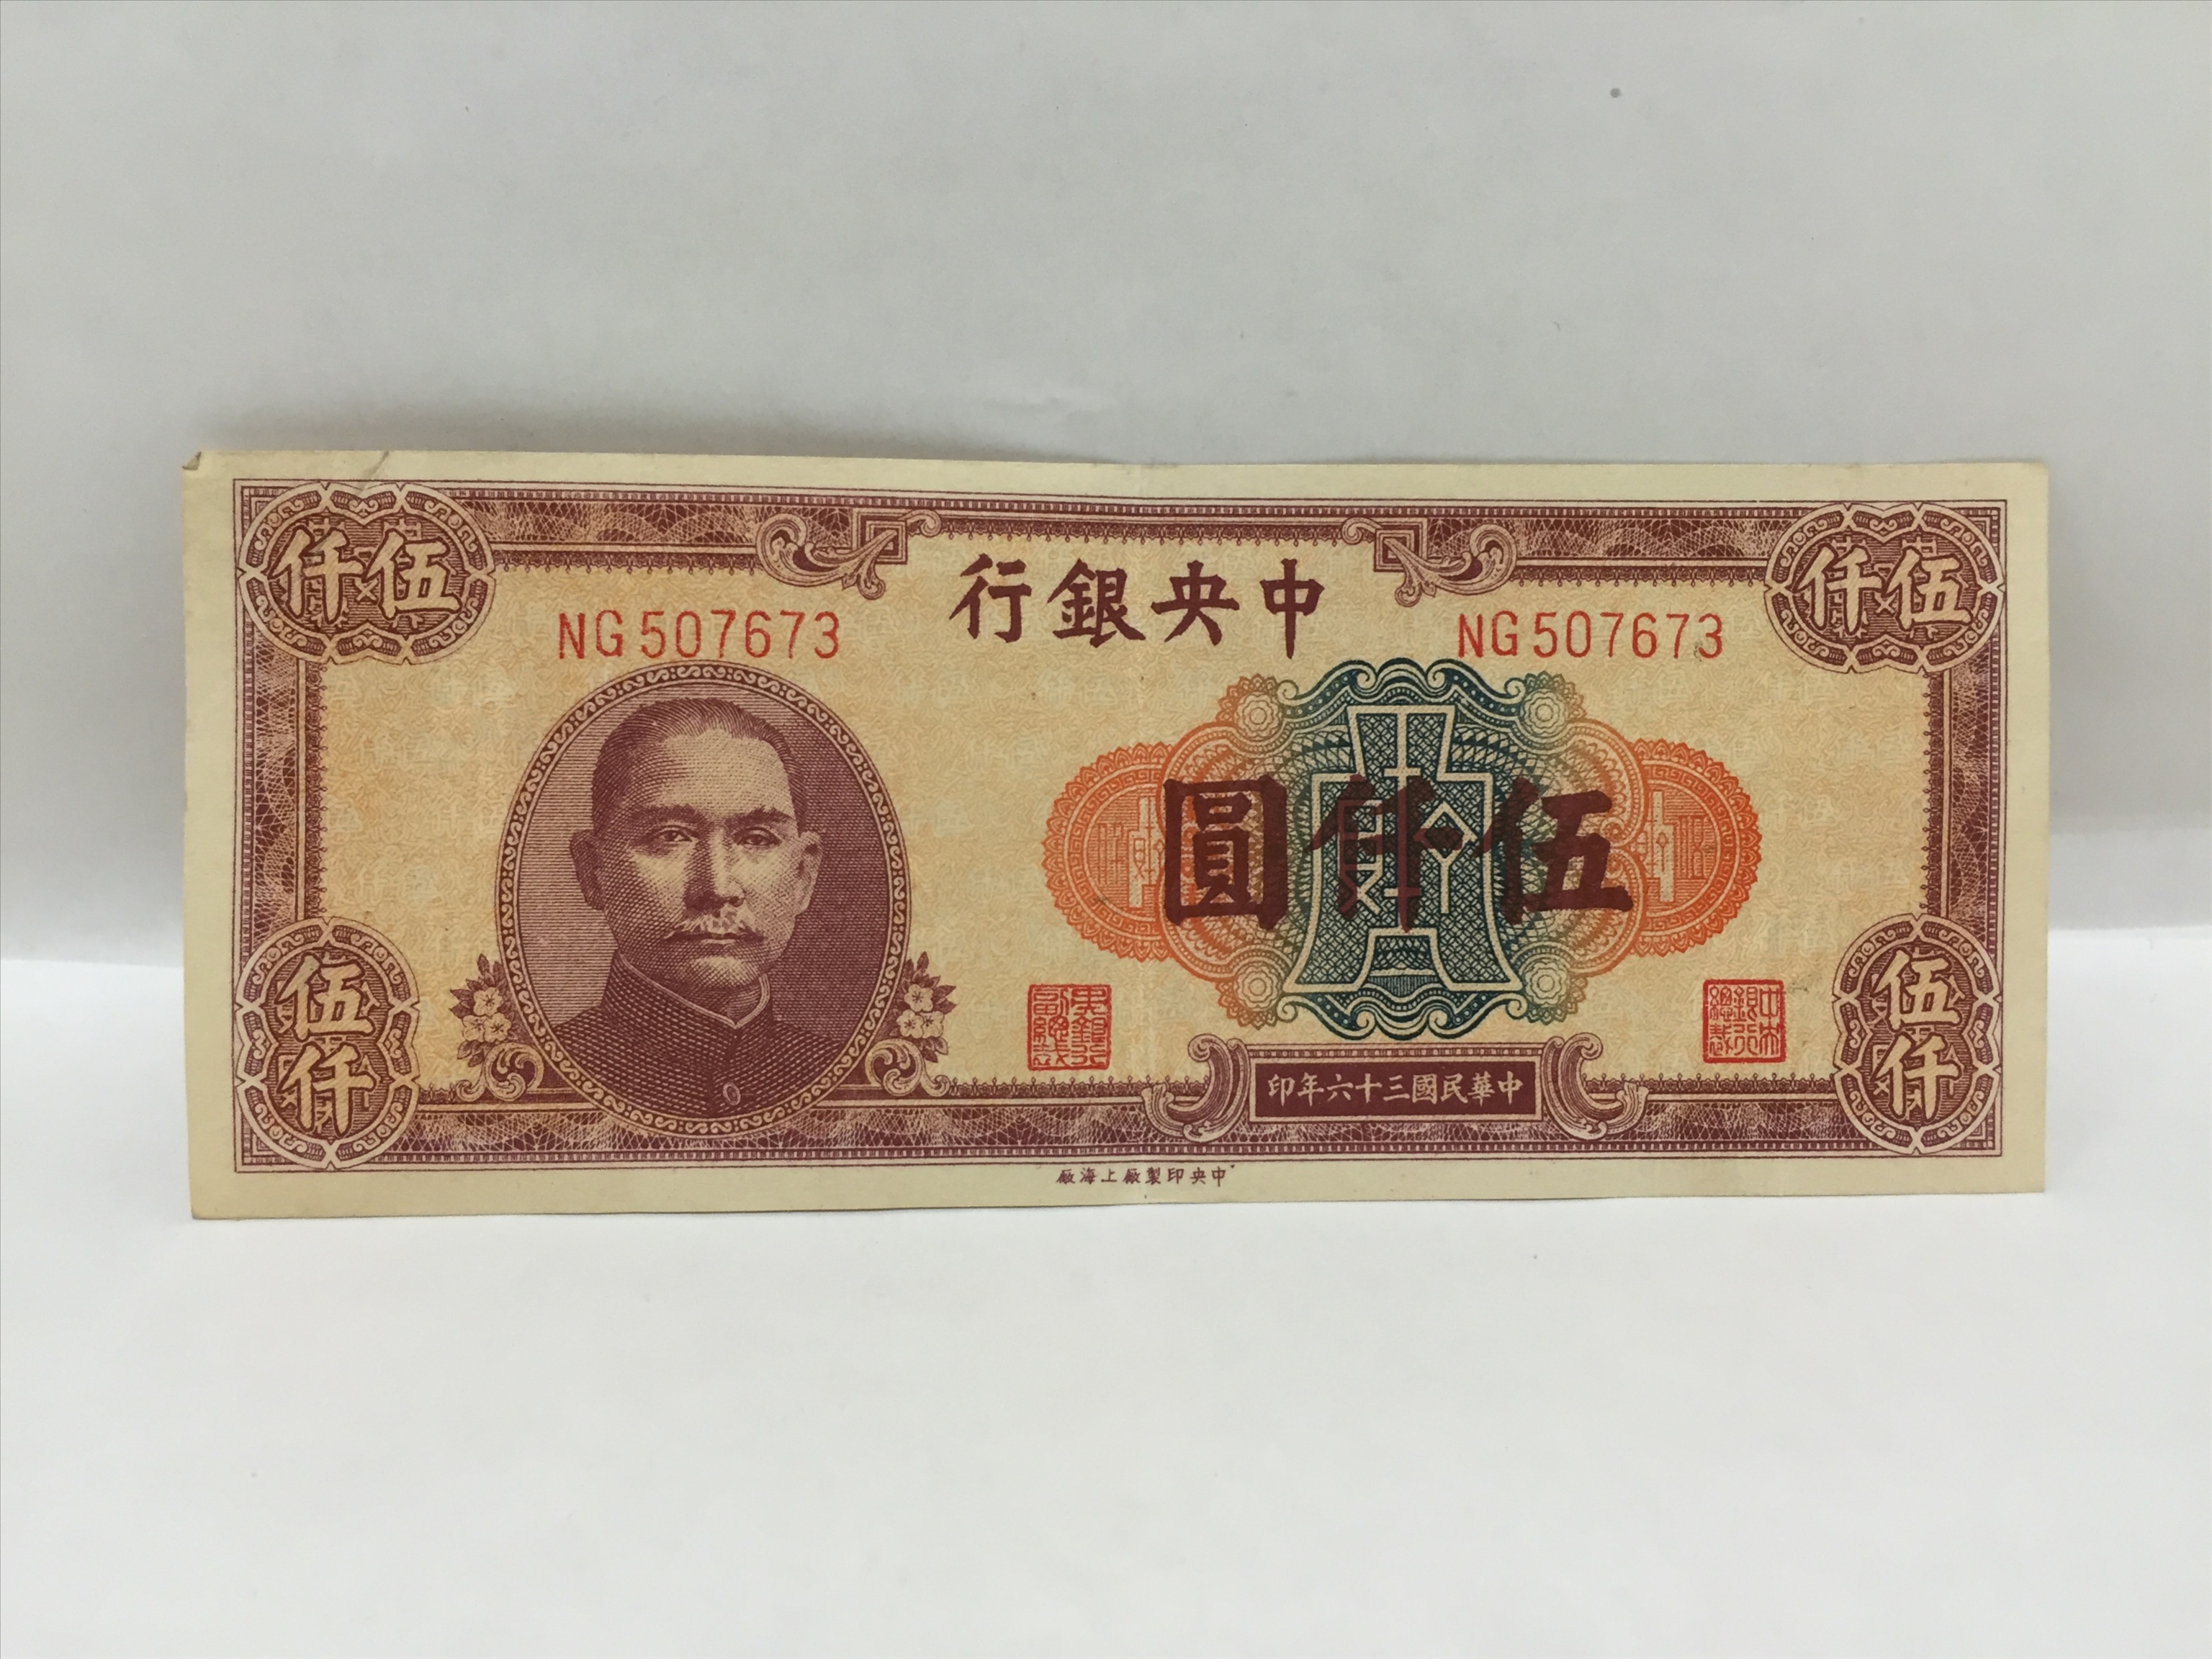 中央銀行
伍仟
伍仟
NG507673
NG507673
伍仟圓
伍仟
伍仟
中華民國三十六年印
中央印製廠上海廠